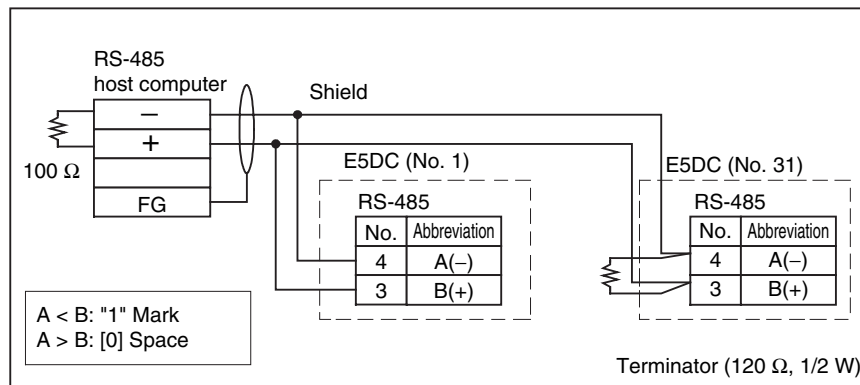 RS-485
host computer
−
+
100 Ω
FG
Shield
E5DC (No. 1)
RS-485
No. Abbreviation
4 A(−)
3 B(+)
E5DC (No. 31)
RS-485
No. Abbreviation
4 A(−)
3 B(+)
A < B: "1" Mark
A > B: [0] Space
Terminator (120 Ω, 1/2 W)